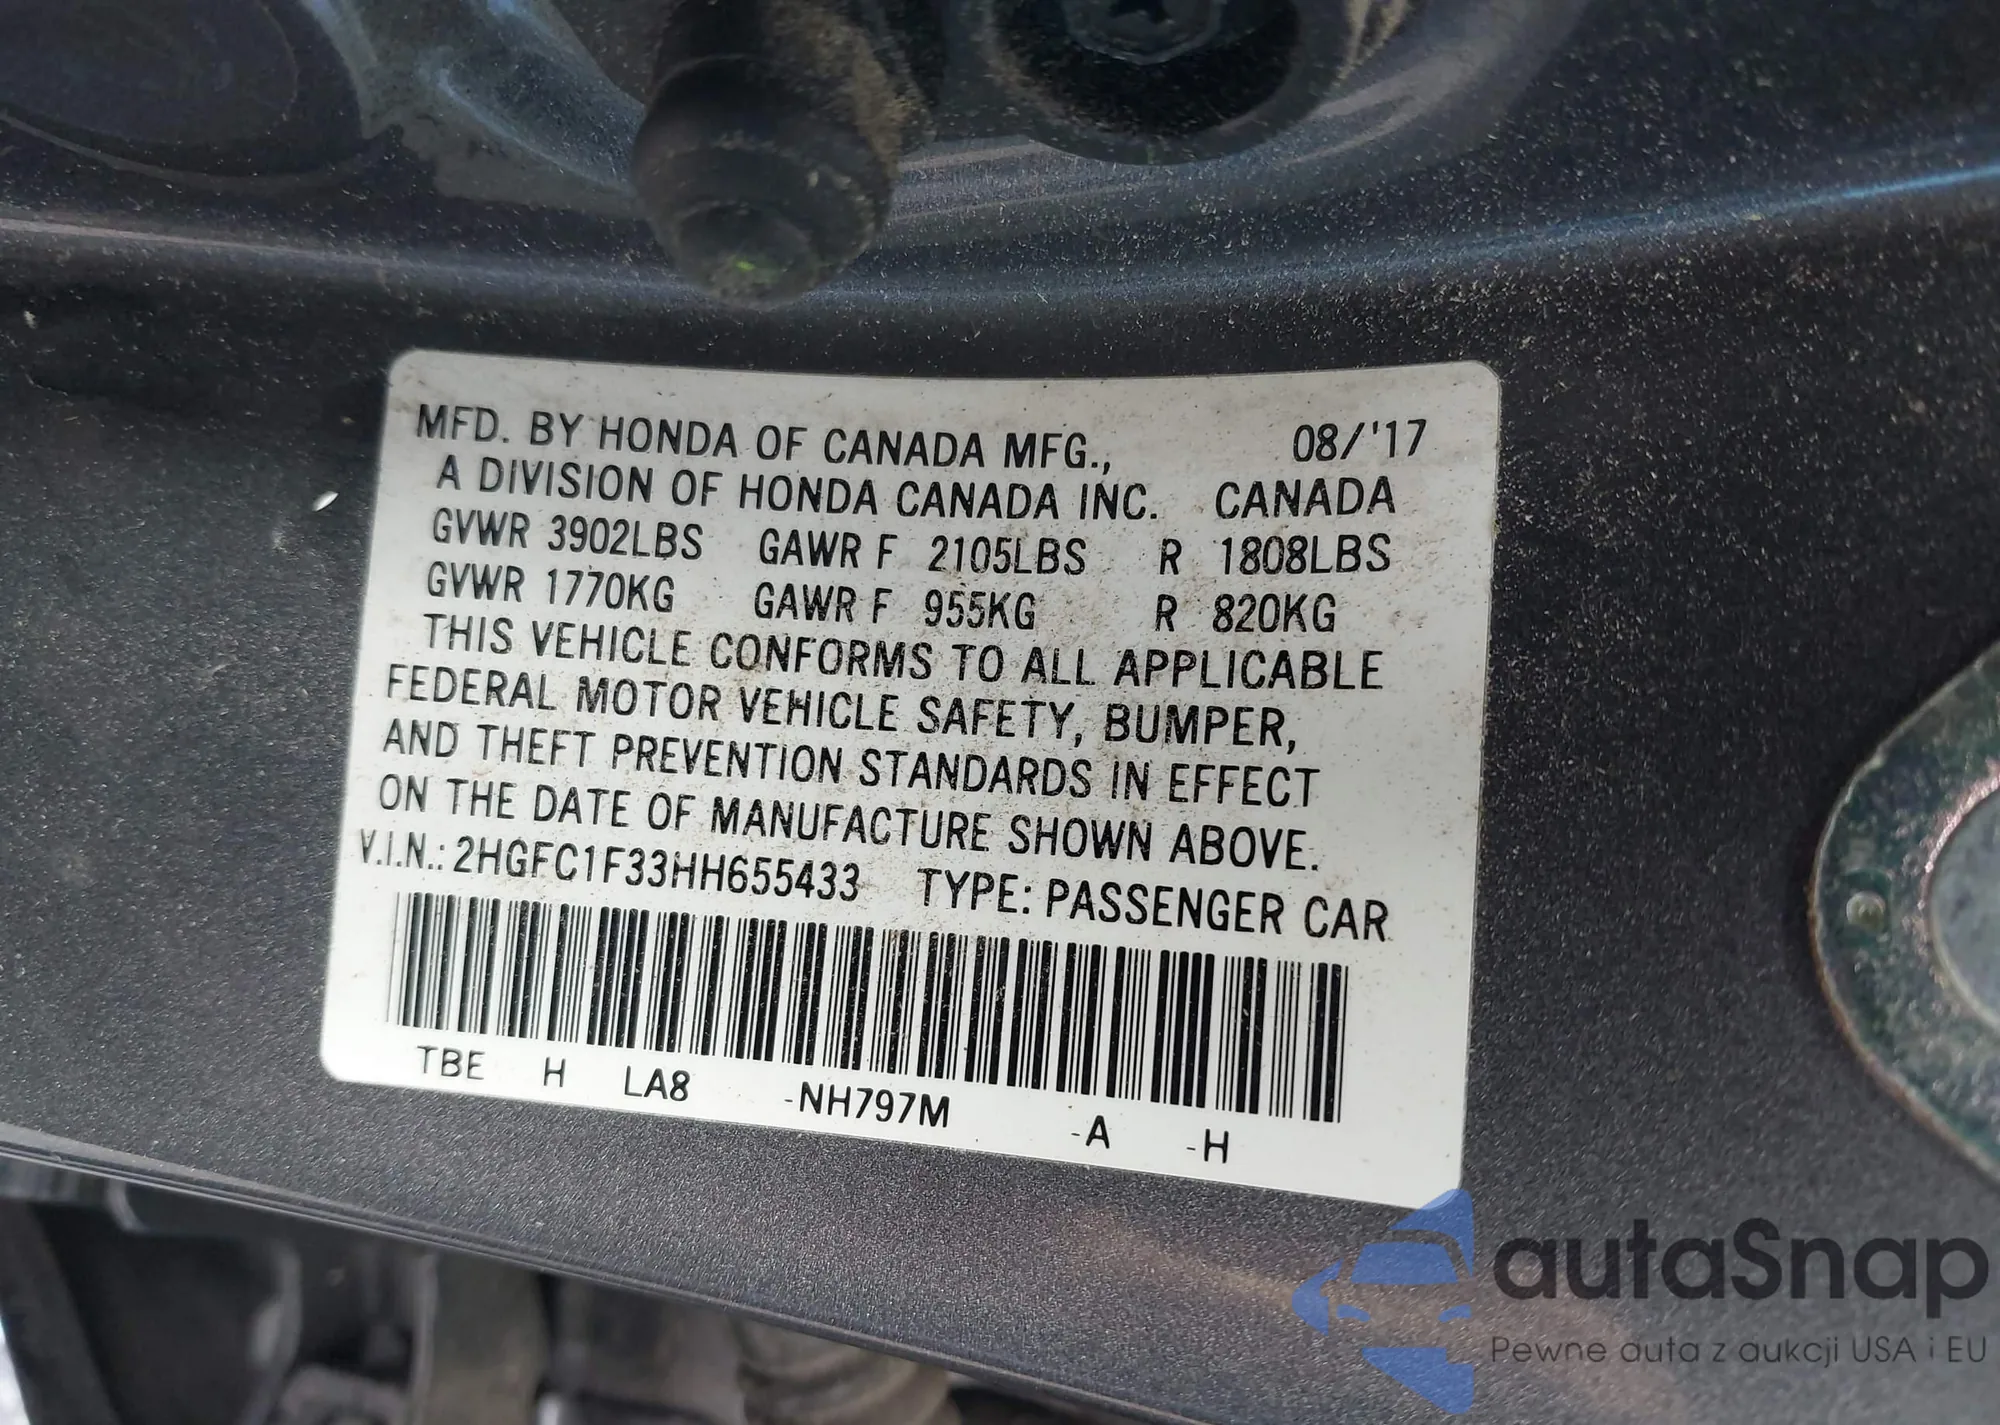 MFD. BY HONDA OF CANADA MFG., 08/'17
A DIVISION OF HONDA CANADA INC. CANADA
GVWR 3902LBS GAWR F 2105LBS R 1808LBS
GVWR 1770KG GAWR F 955KG R 820KG
THIS VEHICLE CONFORMS TO ALL APPLICABLE
FEDERAL MOTOR VEHICLE SAFETY, BUMPER,
AND THEFT PREVENTION STANDARDS IN EFFECT
ON THE DATE OF MANUFACTURE SHOWN ABOVE.
V.I.N.: 2HGFC1F33HH655433 TYPE: PASSENGER CAR
TBE H LA8 -NH797M -A -H
autaSnap
Pewne auta z aukcji USA i EU